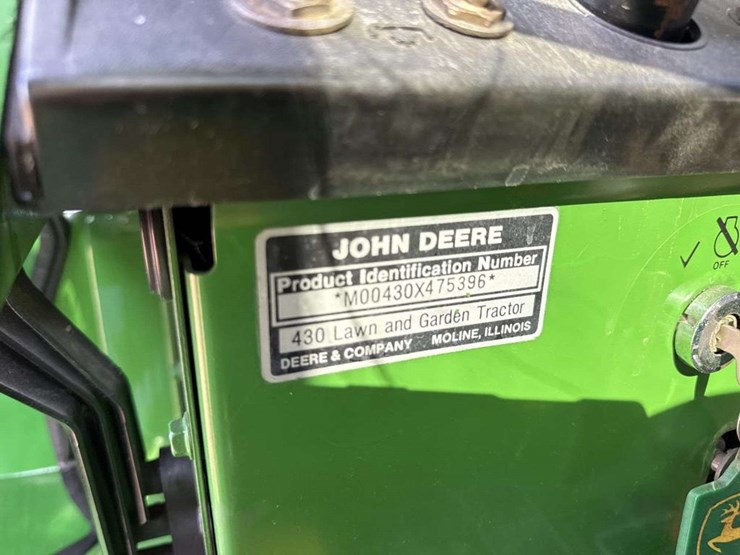 JOHN DEERE
Product Identification Number
*M00430X475396*
430 Lawn and Garden Tractor
DEERE & COMPANY MOLINE, ILLINOIS
OFF